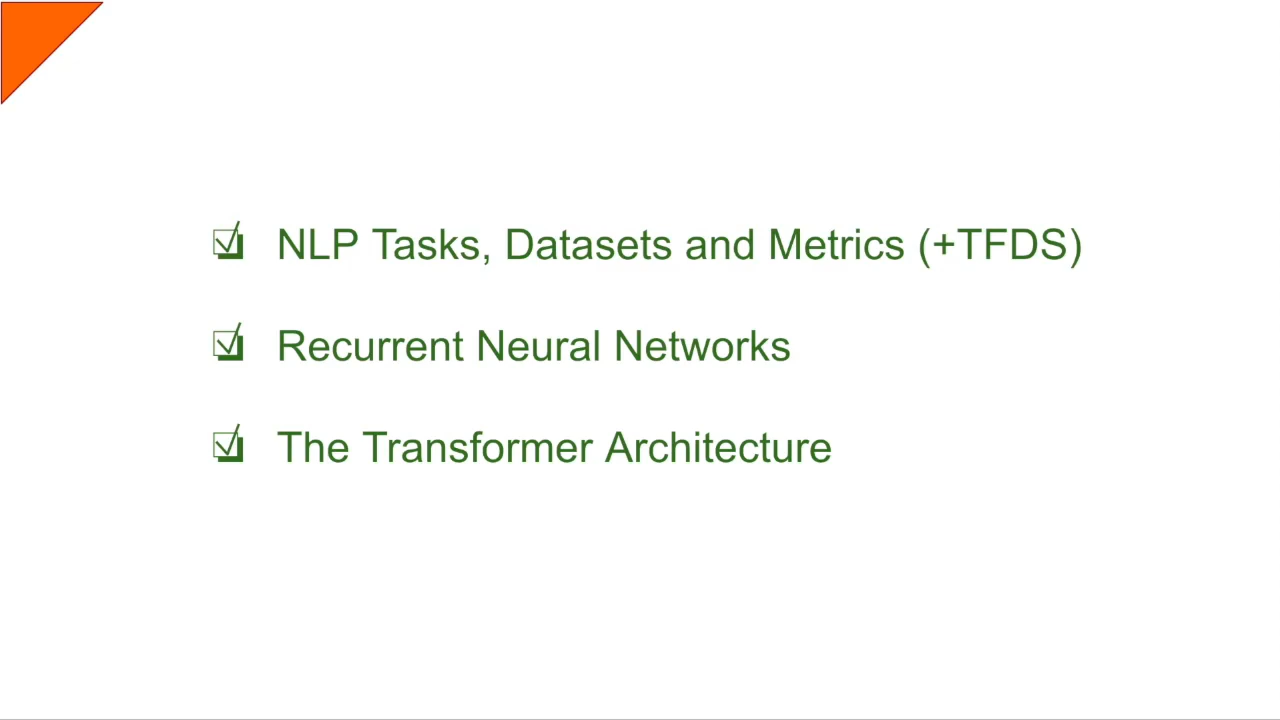 NLP Tasks, Datasets and Metrics (+TFDS)
Recurrent Neural Networks
The Transformer Architecture